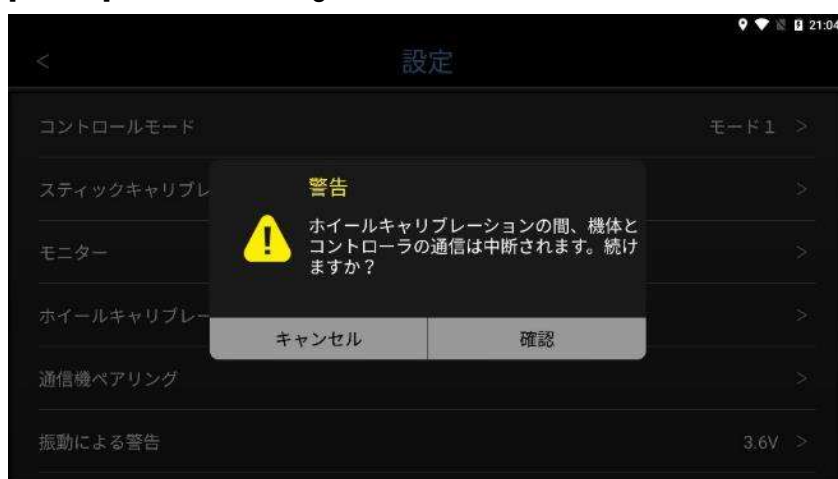 21:04
<
設定
コントロールモード
モード1 >
スティックキャリブレ
>
警告
ホイールキャリブレーションの間、機体と
コントローラの通信は中断されます。続け
ますか？
モニター
>
ホイールキャリブレー
>
キャンセル
確認
通信機ペアリング
>
振動による警告
3.6V >